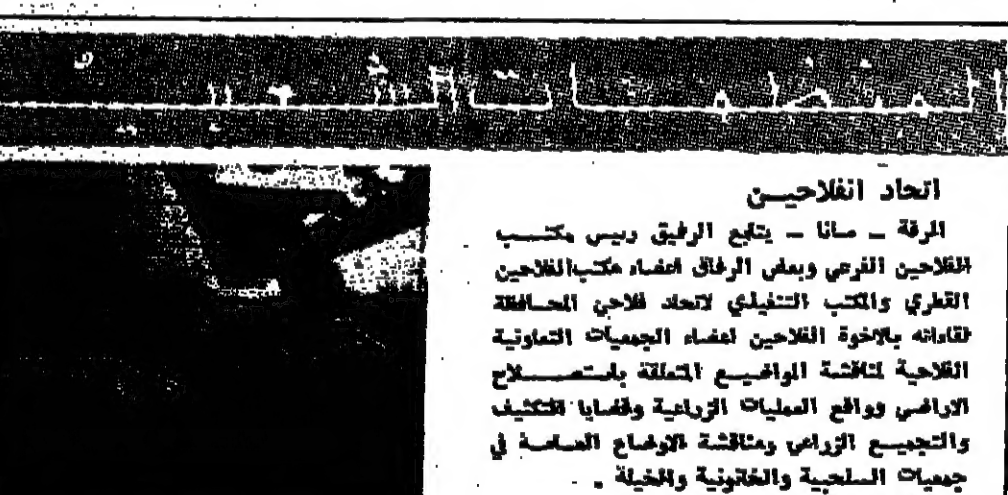 المنظمات الشعبية
اتحاد الفلاحين
الرقة – سانا – يتابع الرفيق رئيس مكتب
الفلاحين الفرعي وبعض الرفاق اعضاء مكتب الفلاحين
القطري والمكتب التنفيذي لاتحاد فلاحي المحافظة
لقاءاته بالاخوة الفلاحين اعضاء الجمعيات التعاونية
الفلاحية لمناقشة المواضيع المتعلقة باستصلاح
الاراضي وواقع العمليات الزراعية وقضايا التكثيف
والتجميع الزراعي ومناقشة الاوضاع العامة في
جمعيات السلحبية والخاتونية والنخيلة .